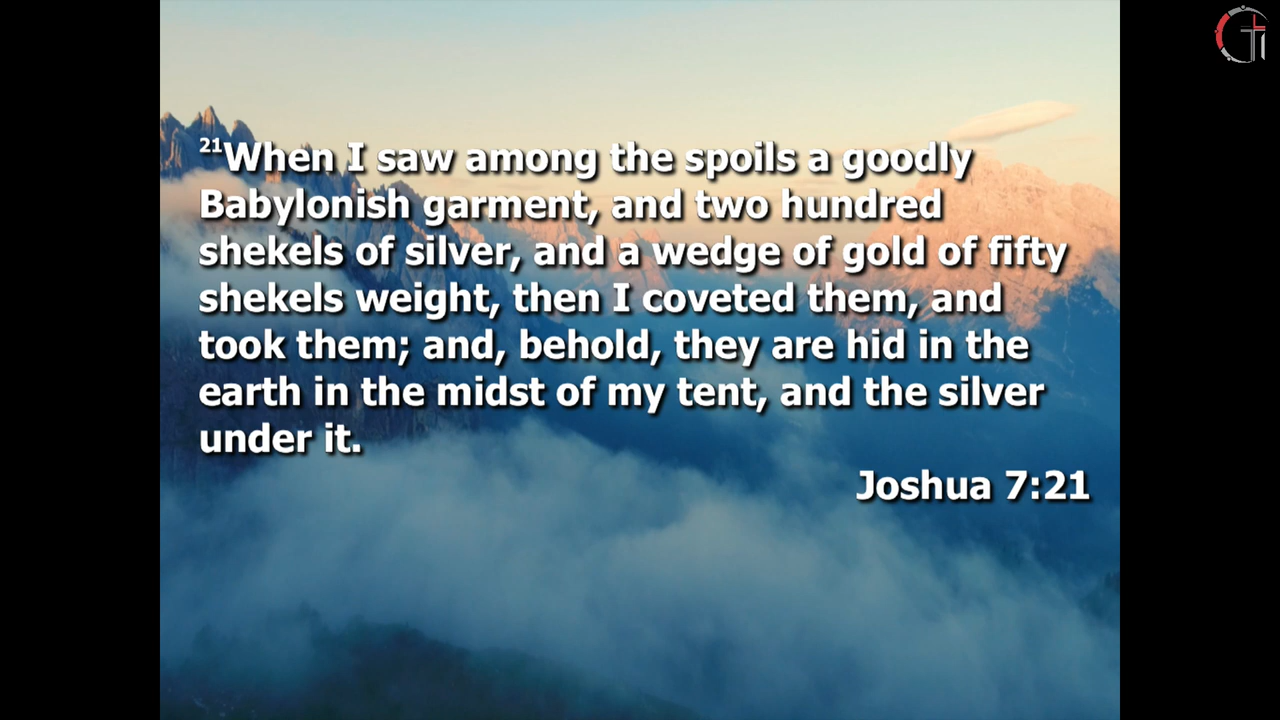 21When I saw among the spoils a goodly
Babylonish garment, and two hundred
shekels of silver, and a wedge of gold of fifty
shekels weight, then I coveted them, and
took them; and, behold, they are hid in the
earth in the midst of my tent, and the silver
under it.
Joshua 7:21